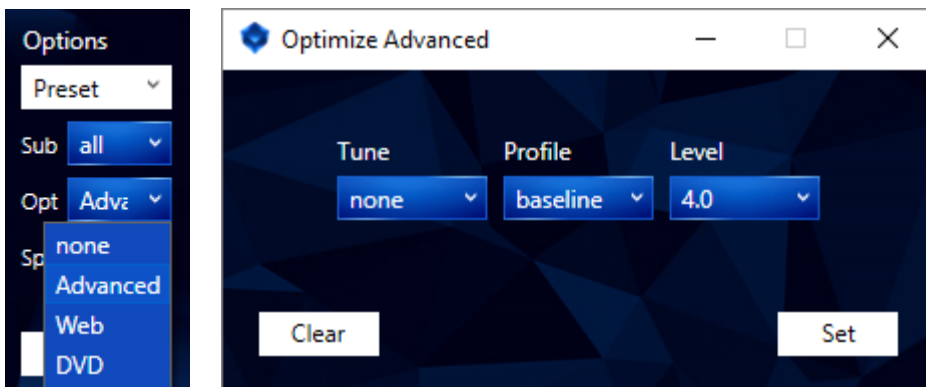 Options
Preset
Sub all
Opt Adva
Sp
none
Advanced
Web
DVD
Optimize Advanced
Tune Profile Level
none baseline 4.0
Clear Set